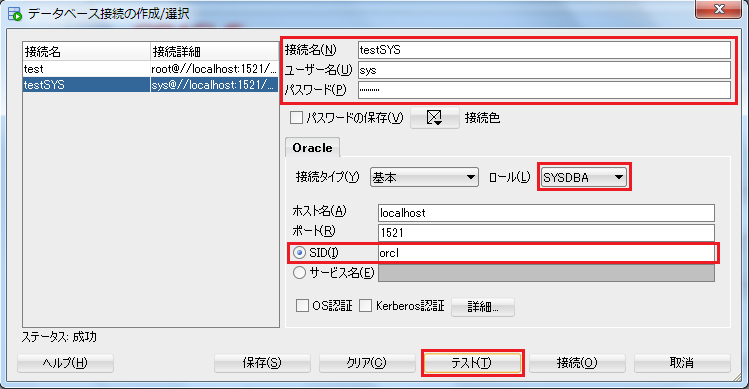 データベース接続の作成/選択
接続名 接続詳細
test root@//localhost:1521/...
testSYS sys@//localhost:1521/...
接続名(N) testSYS
ユーザー名(U) sys
パスワード(P) ••••••••
パスワードの保存(V) 接続色
Oracle
接続タイプ(Y) 基本 ロール(L) SYSDBA
ホスト名(A) localhost
ポート(R) 1521
SID(I) orcl
サービス名(E)
OS認証 Kerberos認証 詳細...
ステータス: 成功
ヘルプ(H) 保存(S) クリア(C) テスト(T) 接続(O) 取消